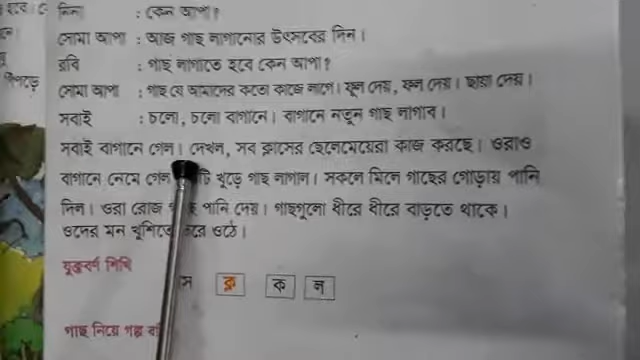 নিনা : কেন আপা?
সোমা আপা : আজ গাছ লাগানোর উৎসবের দিন।
রবি : গাছ লাগাতে হবে কেন আপা?
সোমা আপা : গাছ যে আমাদের কতো কাজে লাগে। ফুল দেয়, ফল দেয়। ছায়া দেয়।
সবাই : চলো, চলো বাগানে। বাগানে নতুন গাছ লাগাব।
সবাই বাগানে গেল। দেখল, সব ক্লাসের ছেলেমেয়েরা কাজ করছে। ওরাও
বাগানে নেমে গেল খুড়ে গাছ লাগাল। সকলে মিলে গাছের গোড়ায় পানি
দিল। ওরা রোজ পানি দেয়। গাছগুলো ধীরে ধীরে বাড়তে থাকে।
ওদের মন খুশিতে ওঠে।
যুক্তবর্ণ শিখি
স ক্ল ক ল
গাছ নিয়ে গল্প